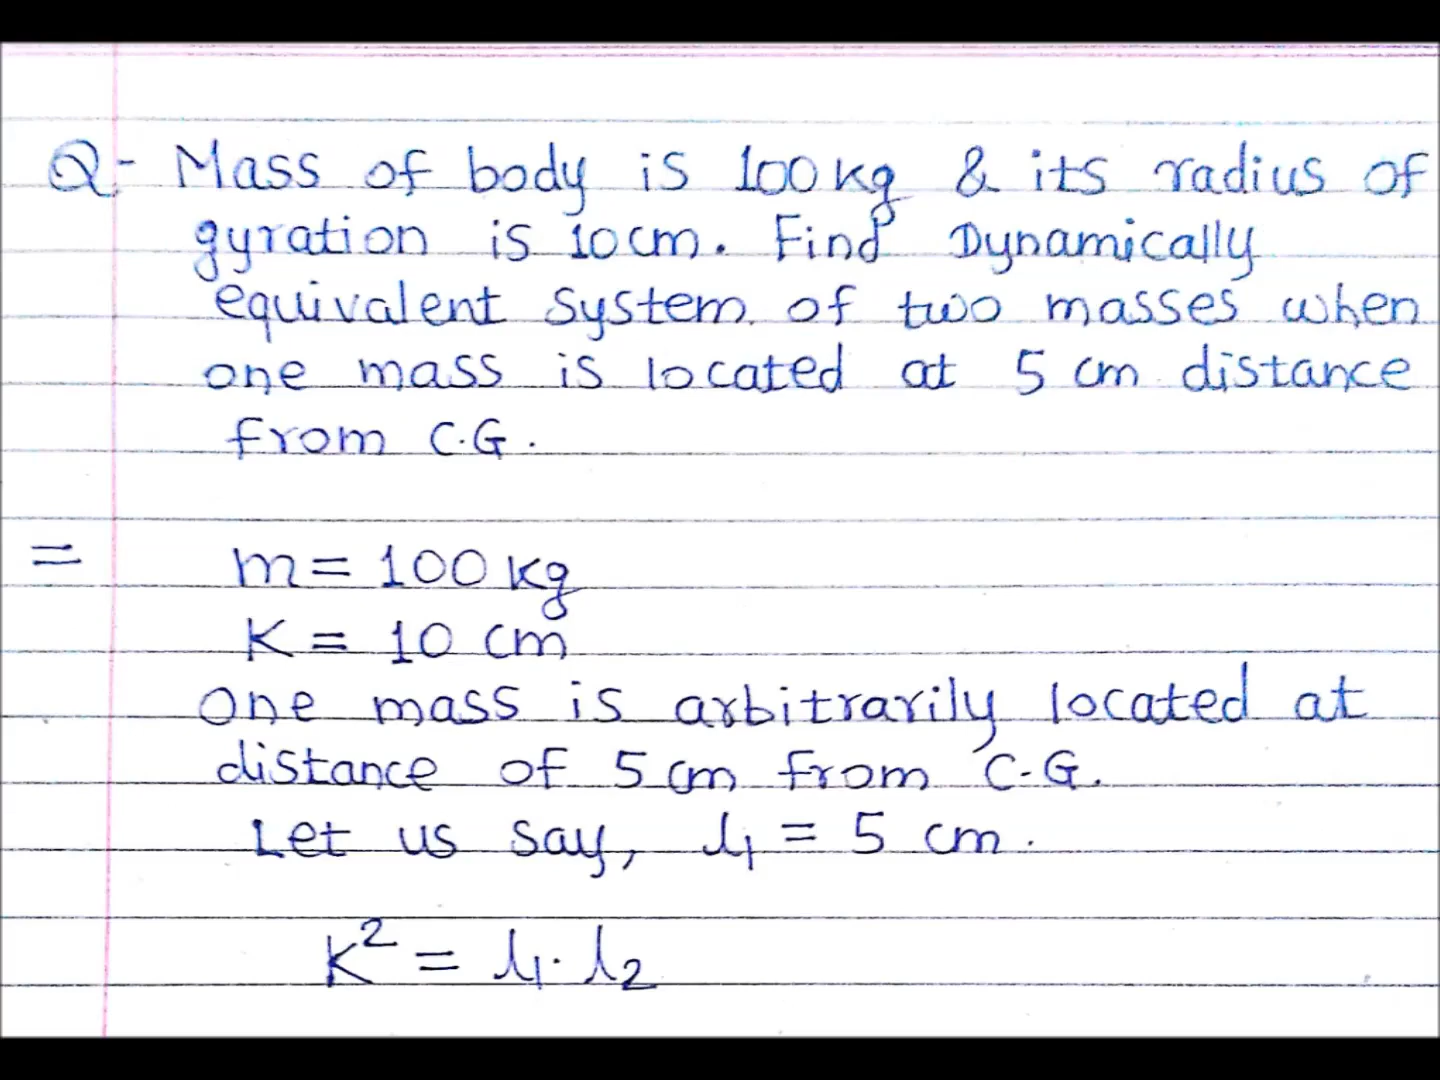 Q:- Mass of body is 100 kg & its radius of
gyration is 10 cm. Find Dynamically
equivalent system of two masses when
one mass is located at 5 cm distance
from C.G.
= m = 100 kg
K = 10 cm
One mass is arbitrarily located at
distance of 5 cm from C.G.
Let us say, l₁ = 5 cm.
K² = l₁ · l₂